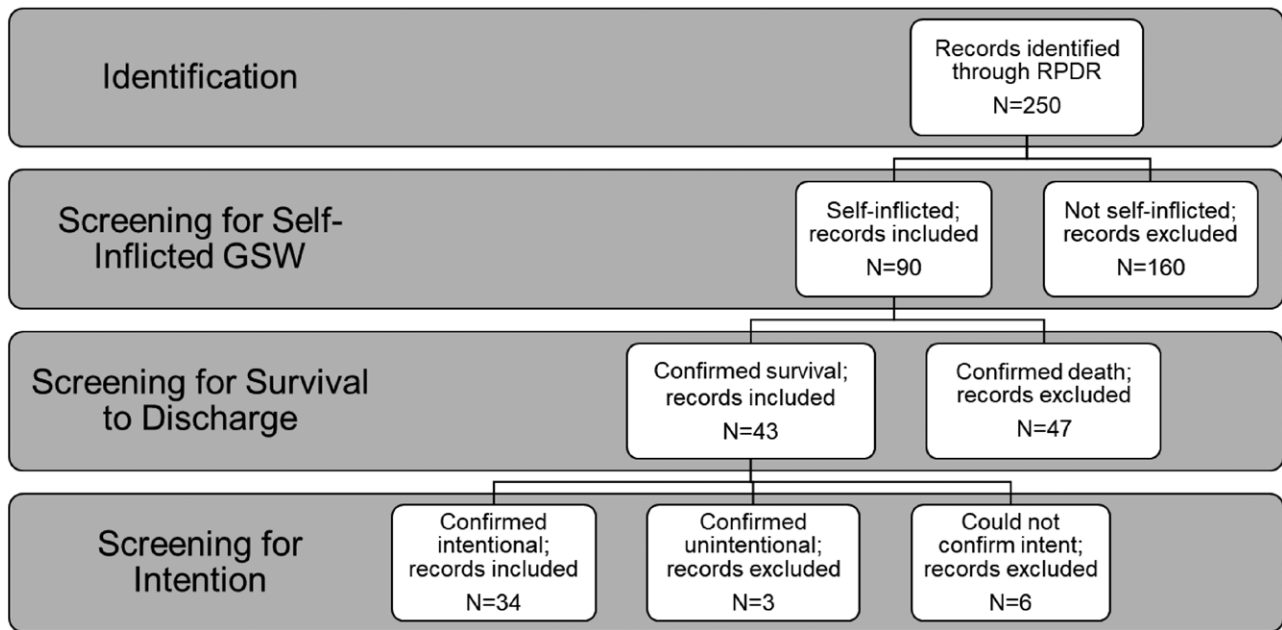 Identification
Records identified
through RPDR
N=250
Screening for Self-
Inflicted GSW
Self-inflicted;
records included
N=90
Not self-inflicted;
records excluded
N=160
Screening for Survival
to Discharge
Confirmed survival;
records included
N=43
Confirmed death;
records excluded
N=47
Screening for
Intention
Confirmed
intentional;
records included
N=34
Confirmed
unintentional;
records excluded
N=3
Could not
confirm intent;
records excluded
N=6